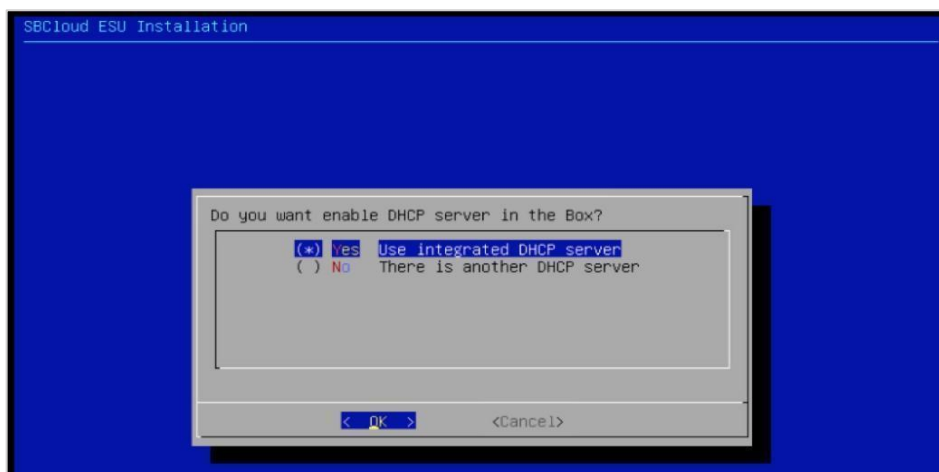 SBCloud ESU Installation
Do you want enable DHCP server in the Box?
(*) Yes Use integrated DHCP server
( ) No There is another DHCP server
< OK > <Cancel>